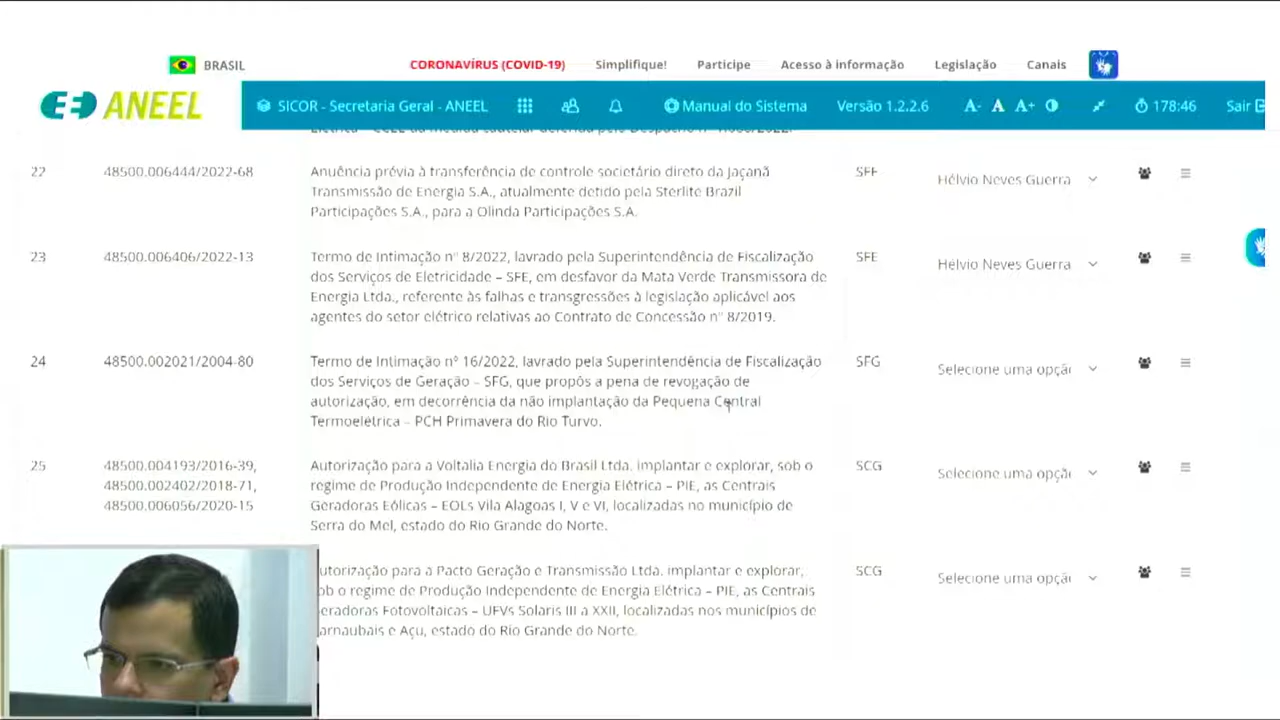 BRASIL
CORONAVÍRUS (COVID-19) Simplifique! Participe Acesso à informação Legislação Canais
ANEEL
SICOR - Secretaria Geral - ANEEL Manual do Sistema Versão 1.2.2.6 A- A A+ 178:46 Sair
22 48500.006444/2022-68 Anuência prévia à transferência de controle societário direto da Jaçanã SFF Hélvio Neves Guerra
Transmissão de Energia S.A., atualmente detido pela Sterlite Brazil
Participações S.A., para a Olinda Participações S.A.
23 48500.006406/2022-13 Termo de Intimação nº 8/2022, lavrado pela Superintendência de Fiscalização SFE Hélvio Neves Guerra
dos Serviços de Eletricidade – SFE, em desfavor da Mata Verde Transmissora de
Energia Ltda., referente às falhas e transgressões à legislação aplicável aos
agentes do setor elétrico relativas ao Contrato de Concessão nº 8/2019.
24 48500.002021/2004-80 Termo de Intimação nº 16/2022, lavrado pela Superintendência de Fiscalização SFG Selecione uma opçã
dos Serviços de Geração – SFG, que propôs a pena de revogação de
autorização, em decorrência da não implantação da Pequena Central
Termoelétrica – PCH Primavera do Rio Turvo.
25 48500.004193/2016-39, Autorização para a Voltalia Energia do Brasil Ltda. implantar e explorar, sob o SCG Selecione uma opçã
48500.002402/2018-71, regime de Produção Independente de Energia Elétrica – PIE, as Centrais
48500.006056/2020-15 Geradoras Eólicas – EOLs Vila Alagoas I, V e VI, localizadas no município de
Serra do Mel, estado do Rio Grande do Norte.
utorização para a Pacto Geração e Transmissão Ltda. implantar e explorar, SCG Selecione uma opçã
ob o regime de Produção Independente de Energia Elétrica – PIE, as Centrais
eradoras Fotovoltaicas – UFVs Solaris III a XXII, localizadas nos municípios de
arnaubais e Açu, estado do Rio Grande do Norte.